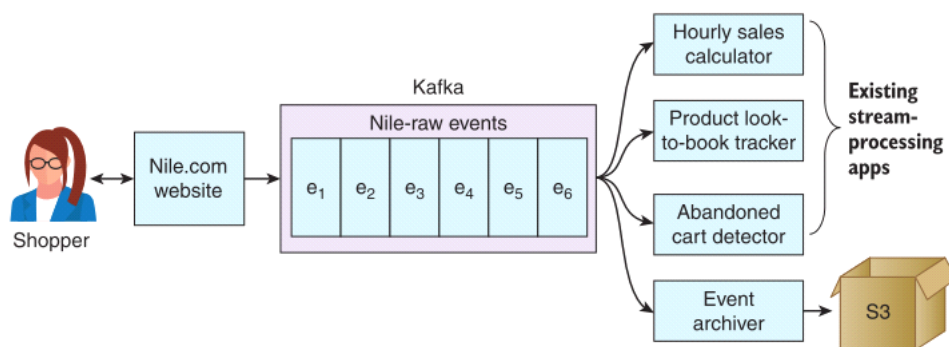 Hourly sales
calculator
Kafka
Nile-raw events
Product look-
to-book tracker
Existing
stream-
processing
apps
Nile.com
website
e₁ e₂ e₃ e₄ e₅ e₆
Shopper
Abandoned
cart detector
Event
archiver
S3